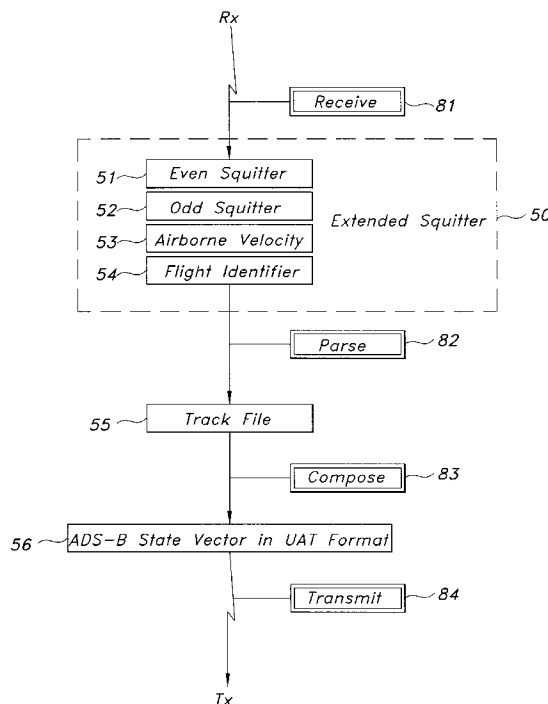 Rx
Receive 81
51 Even Squitter
52 Odd Squitter
53 Airborne Velocity
54 Flight Identifier
Extended Squitter 50
Parse 82
55 Track File
Compose 83
56 ADS-B State Vector in UAT Format
Transmit 84
Tx